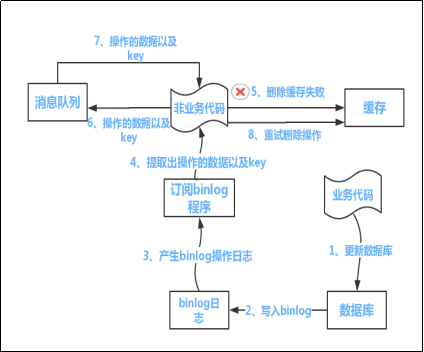 7、操作的数据以及
key
消息队列
非业务代码
5、删除缓存失败
缓存
6、操作的数据以及
key
8、重试删除操作
4、提取出操作的数据以及key
订阅binlog
程序
业务代码
3、产生binlog操作日志
1、更新数据库
binlog日
志
2、写入binlog
数据库